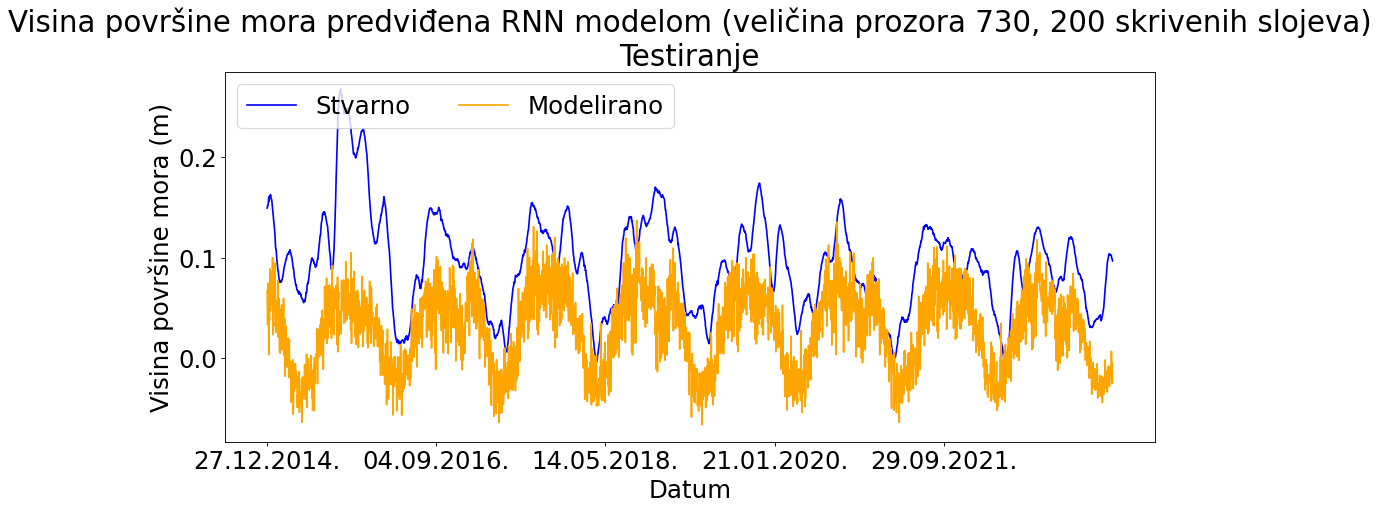 Visina površine mora predviđena RNN modelom (veličina prozora 730, 200 skrivenih slojeva)
Testiranje
Stvarno Modelirano
Visina površine mora (m)
0.2
0.1
0.0
27.12.2014. 04.09.2016. 14.05.2018. 21.01.2020. 29.09.2021.
Datum